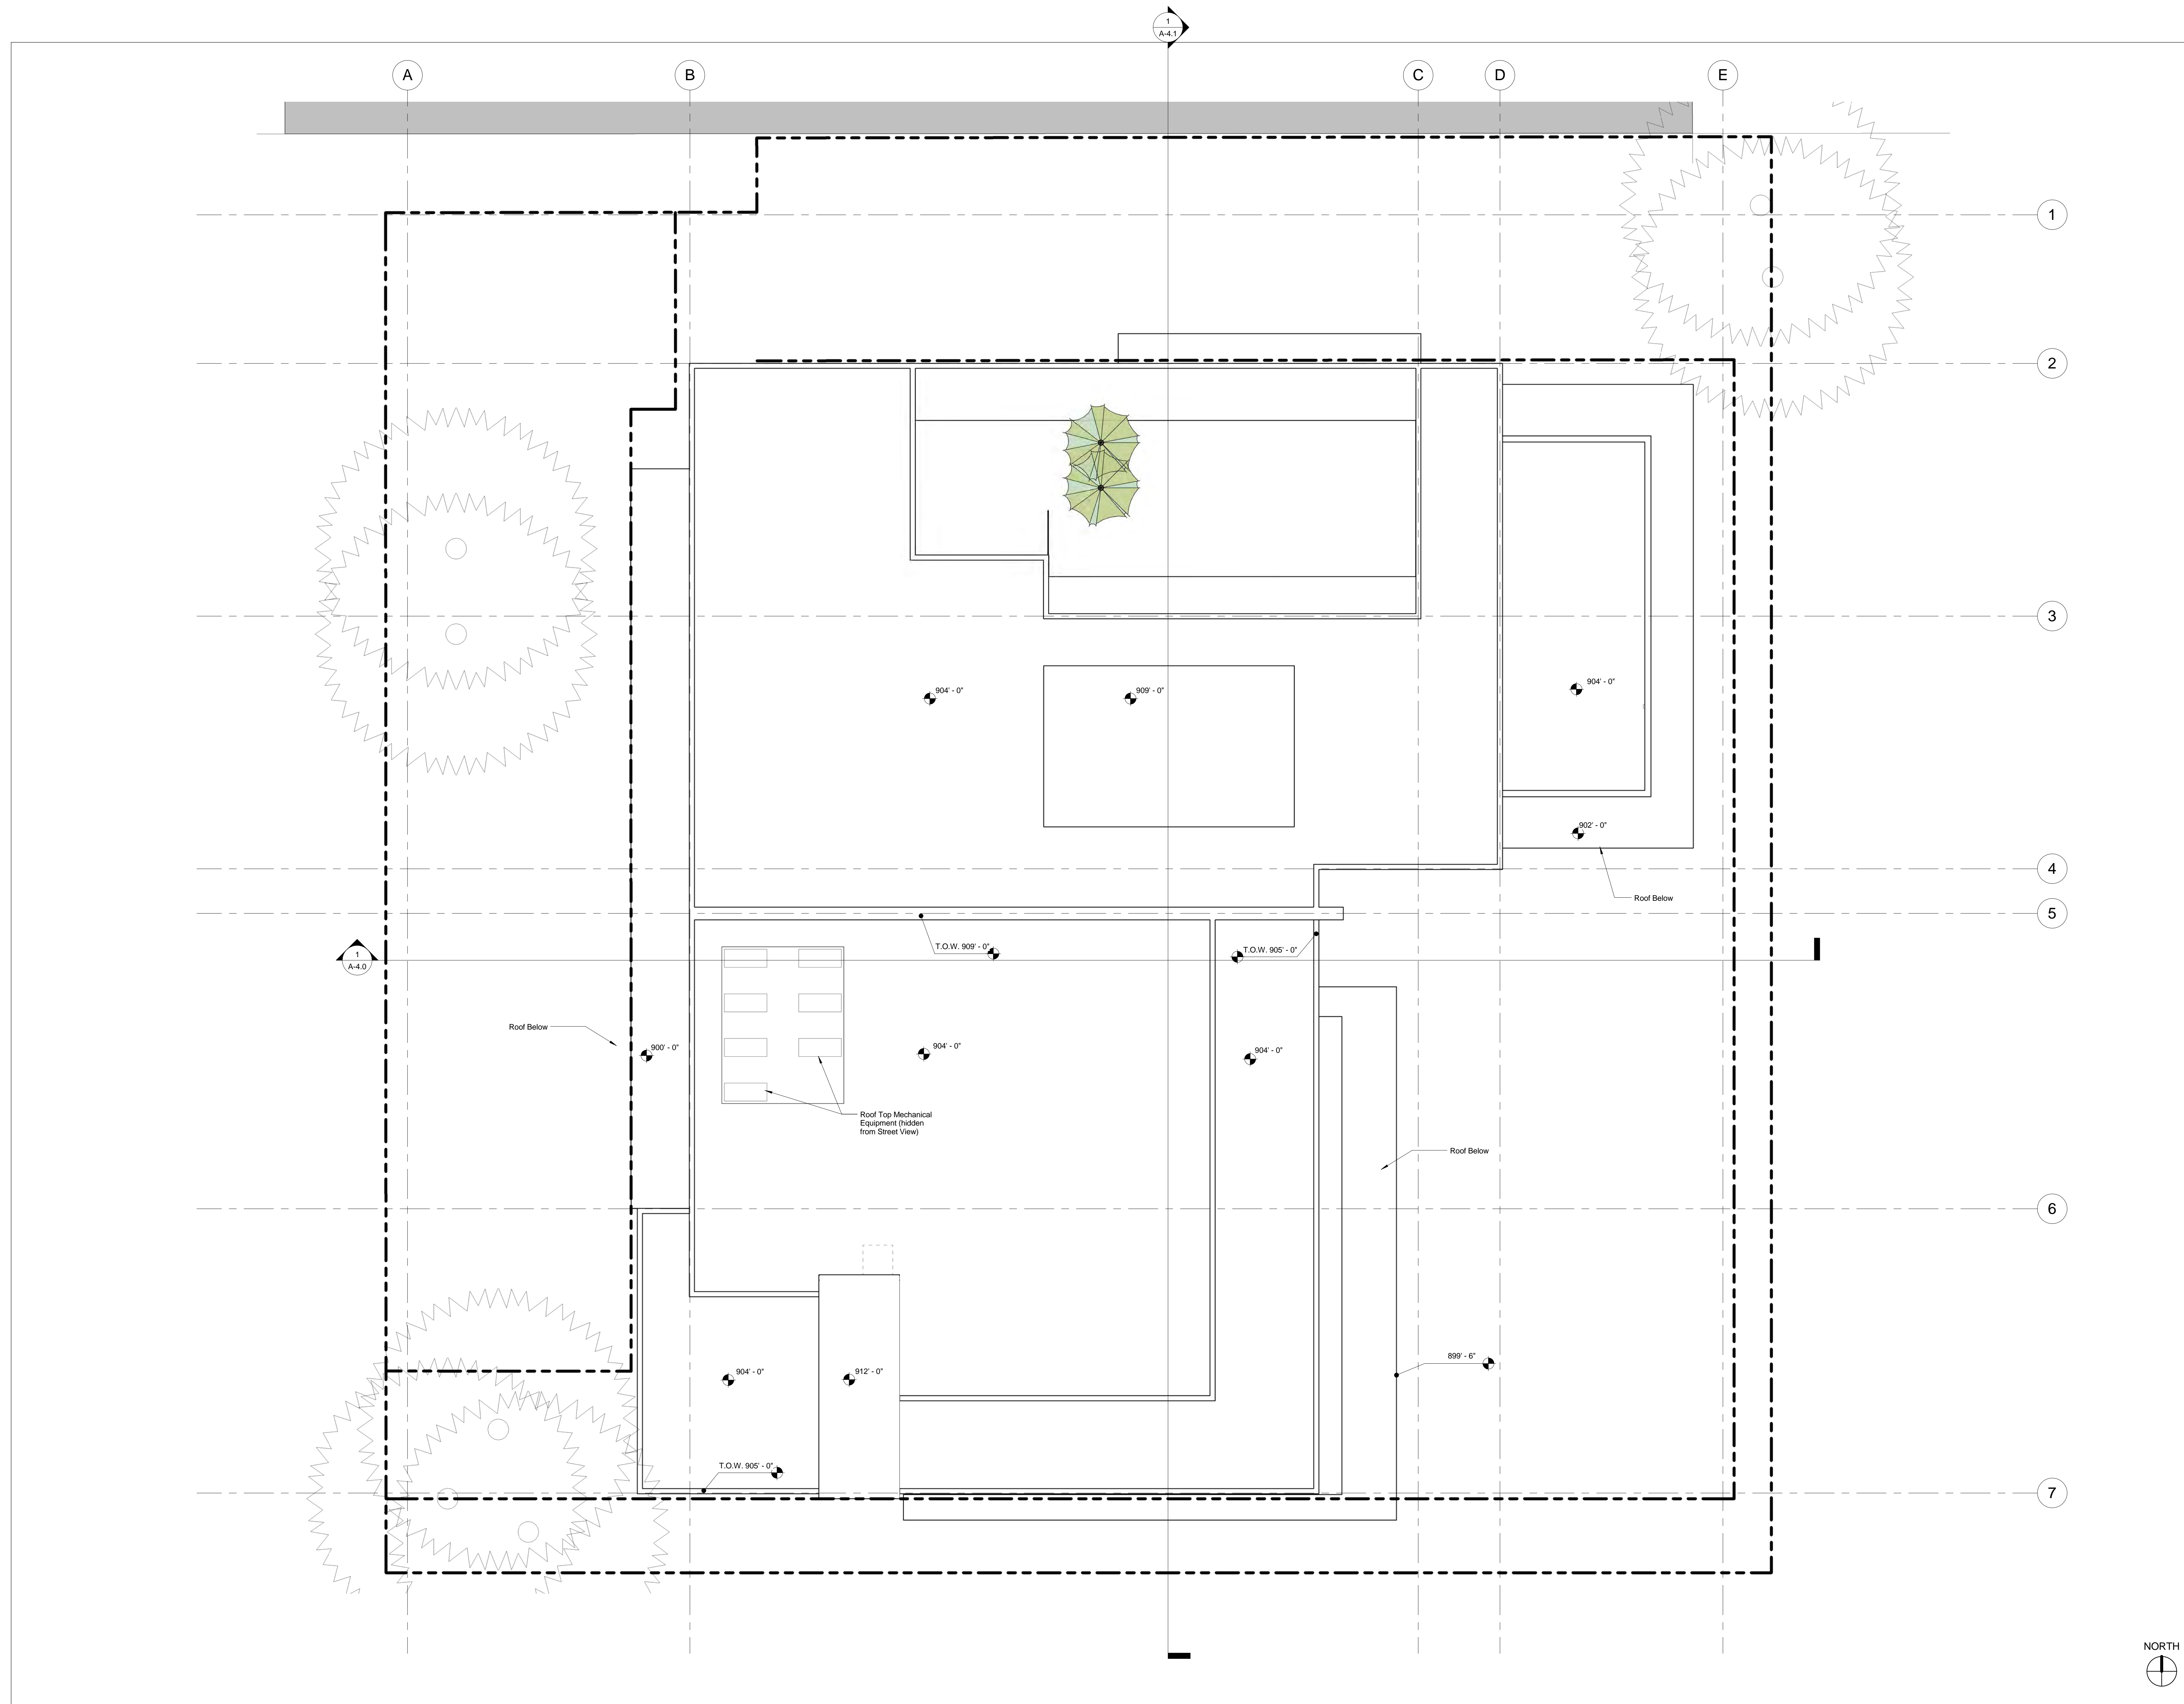 1
A-4.1
A
B
C
D
E
1
2
3
904' - 0"
909' - 0"
904' - 0"
902' - 0"
4
Roof Below
5
T.O.W. 909' - 0"
T.O.W. 905' - 0"
1
A-4.0
Roof Below
900' - 0"
904' - 0"
904' - 0"
Roof Top Mechanical
Equipment (hidden
from Street View)
Roof Below
6
899' - 6"
904' - 0"
912' - 0"
T.O.W. 905' - 0"
7
NORTH